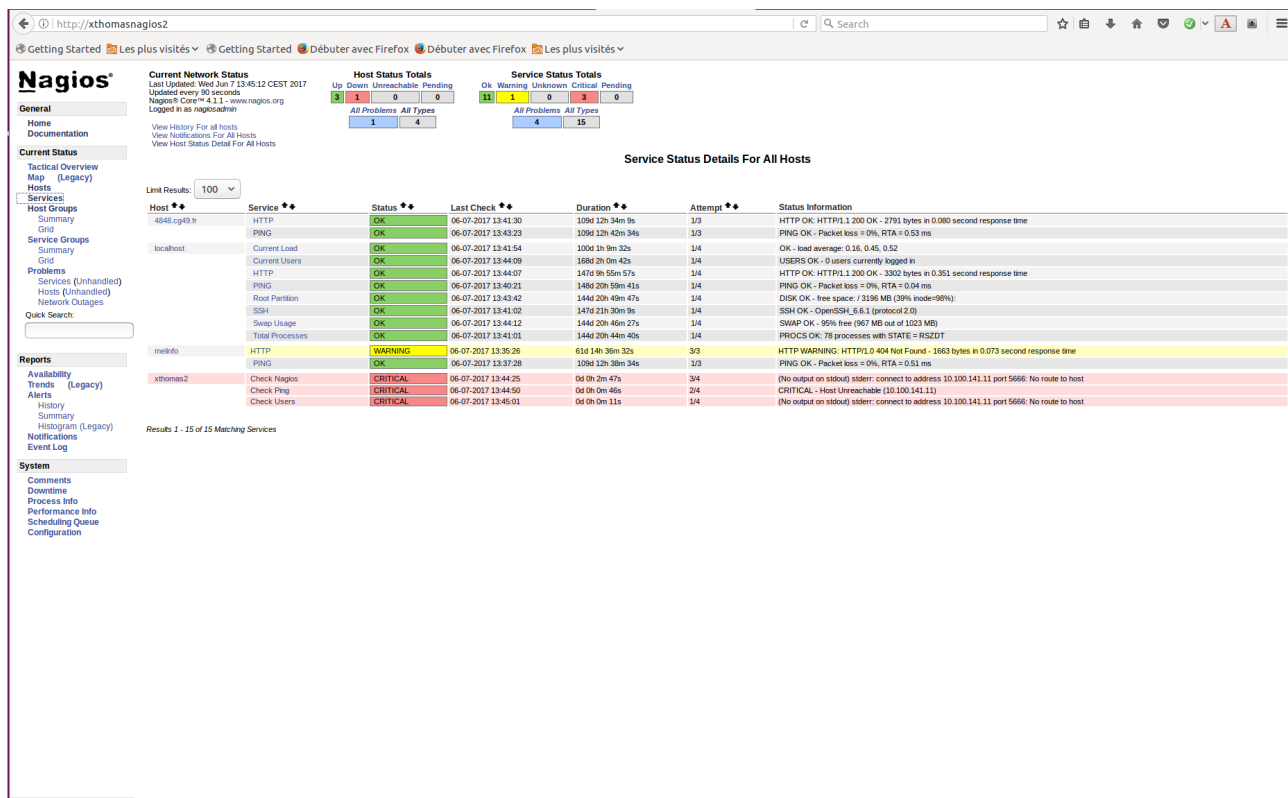 http://xthomasnagios2
Search
Getting Started Les plus visités Getting Started Débuter avec Firefox Débuter avec Firefox Les plus visités
Nagios®
General
Home
Documentation
Current Status
Tactical Overview
Map (Legacy)
Hosts
Services
Host Groups
Summary
Grid
Service Groups
Summary
Grid
Problems
Services (Unhandled)
Hosts (Unhandled)
Network Outages
Quick Search:
Reports
Availability
Trends (Legacy)
Alerts
History
Summary
Histogram (Legacy)
Notifications
Event Log
System
Comments
Downtime
Process Info
Performance Info
Scheduling Queue
Configuration
Current Network Status
Last Updated: Wed Jun 7 13:45:12 CEST 2017
Updated every 90 seconds
Nagios® Core™ 4.1.1 - www.nagios.org
Logged in as nagiosadmin
View History For all hosts
View Notifications For All Hosts
View Host Status Detail For All Hosts
Host Status Totals
Up Down Unreachable Pending
3 1 0 0
All Problems All Types
1 4
Service Status Totals
Ok Warning Unknown Critical Pending
11 1 0 3 0
All Problems All Types
4 15
Service Status Details For All Hosts
Limit Results: 100
Host Service Status Last Check Duration Attempt Status Information
4848.cg49.fr HTTP OK 06-07-2017 13:41:30 109d 12h 34m 9s 1/3 HTTP OK: HTTP/1.1 200 OK - 2791 bytes in 0.080 second response time
PING OK 06-07-2017 13:43:23 109d 12h 42m 34s 1/3 PING OK - Packet loss = 0%, RTA = 0.53 ms
localhost Current Load OK 06-07-2017 13:41:54 100d 1h 9m 32s 1/4 OK - load average: 0.16, 0.45, 0.52
Current Users OK 06-07-2017 13:44:09 168d 2h 0m 42s 1/4 USERS OK - 0 users currently logged in
HTTP OK 06-07-2017 13:44:07 147d 9h 55m 57s 1/4 HTTP OK: HTTP/1.1 200 OK - 3302 bytes in 0.351 second response time
PING OK 06-07-2017 13:40:21 148d 20h 59m 41s 1/4 PING OK - Packet loss = 0%, RTA = 0.04 ms
Root Partition OK 06-07-2017 13:43:42 144d 20h 49m 47s 1/4 DISK OK - free space: / 3196 MB (39% inode=98%):
SSH OK 06-07-2017 13:41:02 147d 21h 30m 9s 1/4 SSH OK - OpenSSH_6.6.1 (protocol 2.0)
Swap Usage OK 06-07-2017 13:44:12 144d 20h 46m 27s 1/4 SWAP OK - 95% free (967 MB out of 1023 MB)
Total Processes OK 06-07-2017 13:41:01 144d 20h 44m 40s 1/4 PROCS OK: 78 processes with STATE = RSZDT
melinfo HTTP WARNING 06-07-2017 13:35:26 61d 14h 36m 32s 3/3 HTTP WARNING: HTTP/1.0 404 Not Found - 1663 bytes in 0.073 second response time
PING OK 06-07-2017 13:37:28 109d 12h 38m 34s 1/3 PING OK - Packet loss = 0%, RTA = 0.51 ms
xthomas2 Check Nagios CRITICAL 06-07-2017 13:44:25 0d 0h 2m 47s 3/4 (No output on stdout) stderr: connect to address 10.100.141.11 port 5666: No route to host
Check Ping CRITICAL 06-07-2017 13:44:50 0d 0h 0m 46s 2/4 CRITICAL - Host Unreachable (10.100.141.11)
Check Users CRITICAL 06-07-2017 13:45:01 0d 0h 0m 11s 1/4 (No output on stdout) stderr: connect to address 10.100.141.11 port 5666: No route to host
Results 1 - 15 of 15 Matching Services